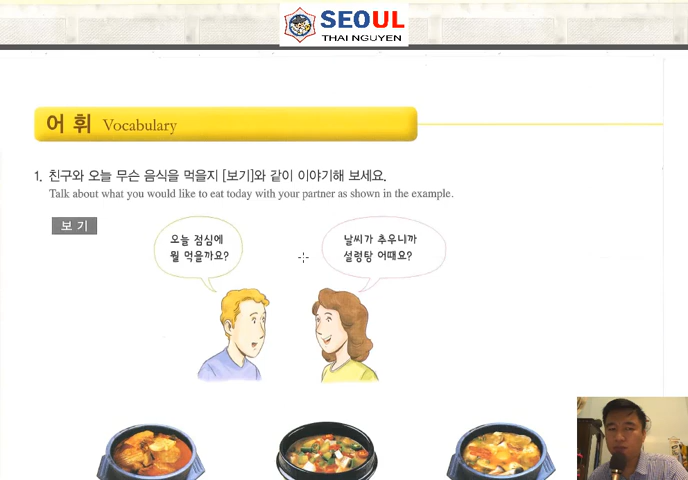 SEOUL
THAI NGUYEN
어 휘 Vocabulary
1. 친구와 오늘 무슨 음식을 먹을지 [보기]와 같이 이야기해 보세요.
Talk about what you would like to eat today with your partner as shown in the example.
보 기
오늘 점심에
뭘 먹을까요?
날씨가 추우니까
설렁탕 어때요?